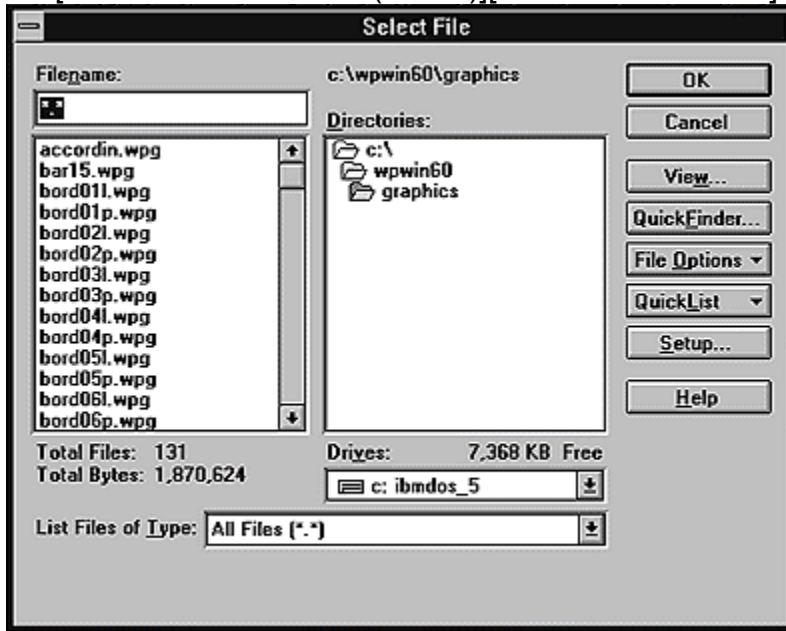 Select File
Filename:
*.*
accordin.wpg
bar15.wpg
bord01l.wpg
bord01p.wpg
bord02l.wpg
bord02p.wpg
bord03l.wpg
bord03p.wpg
bord04l.wpg
bord04p.wpg
bord05l.wpg
bord05p.wpg
bord06l.wpg
bord06p.wpg
Total Files: 131
Total Bytes: 1,870,624
c:\wpwin60\graphics
Directories:
c:\
wpwin60
graphics
Drives: 7,368 KB Free
c: ibmdos_5
List Files of Type: All Files (*.*)
OK
Cancel
View...
QuickFinder...
File Options
QuickList
Setup...
Help